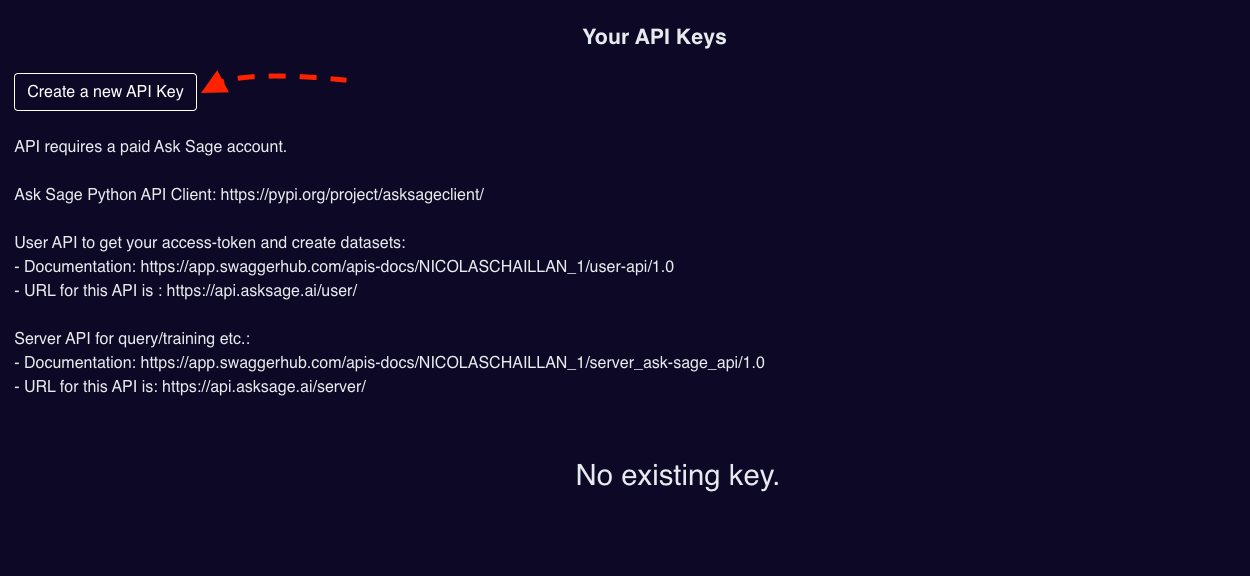 Your API Keys
Create a new API Key
API requires a paid Ask Sage account.
Ask Sage Python API Client: https://pypi.org/project/asksageclient/
User API to get your access-token and create datasets:
- Documentation: https://app.swaggerhub.com/apis-docs/NICOLASCHAILLAN_1/user-api/1.0
- URL for this API is : https://api.asksage.ai/user/
Server API for query/training etc.:
- Documentation: https://app.swaggerhub.com/apis-docs/NICOLASCHAILLAN_1/server_ask-sage_api/1.0
- URL for this API is: https://api.asksage.ai/server/
No existing key.